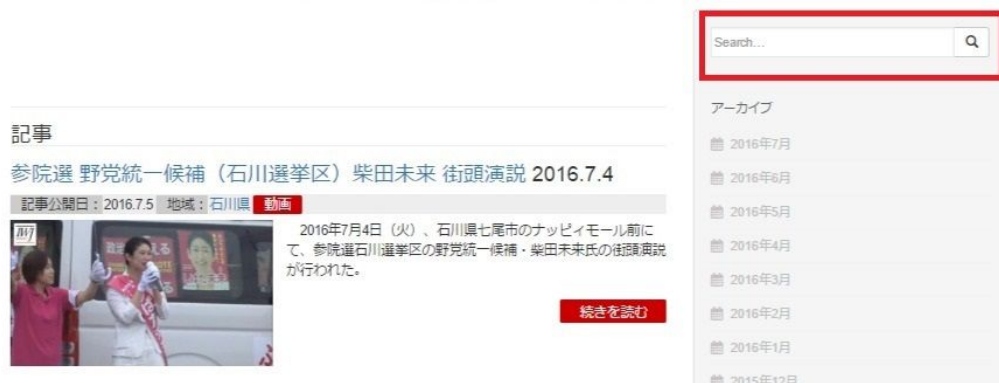 記事
参院選 野党統一候補（石川選挙区）柴田未来 街頭演説 2016.7.4
記事公開日：2016.7.5 地域：石川県 動画
IWJ
2016年7月4日（火）、石川県七尾市のナッピィモール前に
て、参院選石川選挙区の野党統一候補・柴田未来氏の街頭演説
が行われた。
続きを読む
Search...
アーカイブ
2016年7月
2016年6月
2016年5月
2016年4月
2016年3月
2016年2月
2016年1月
2015年12月